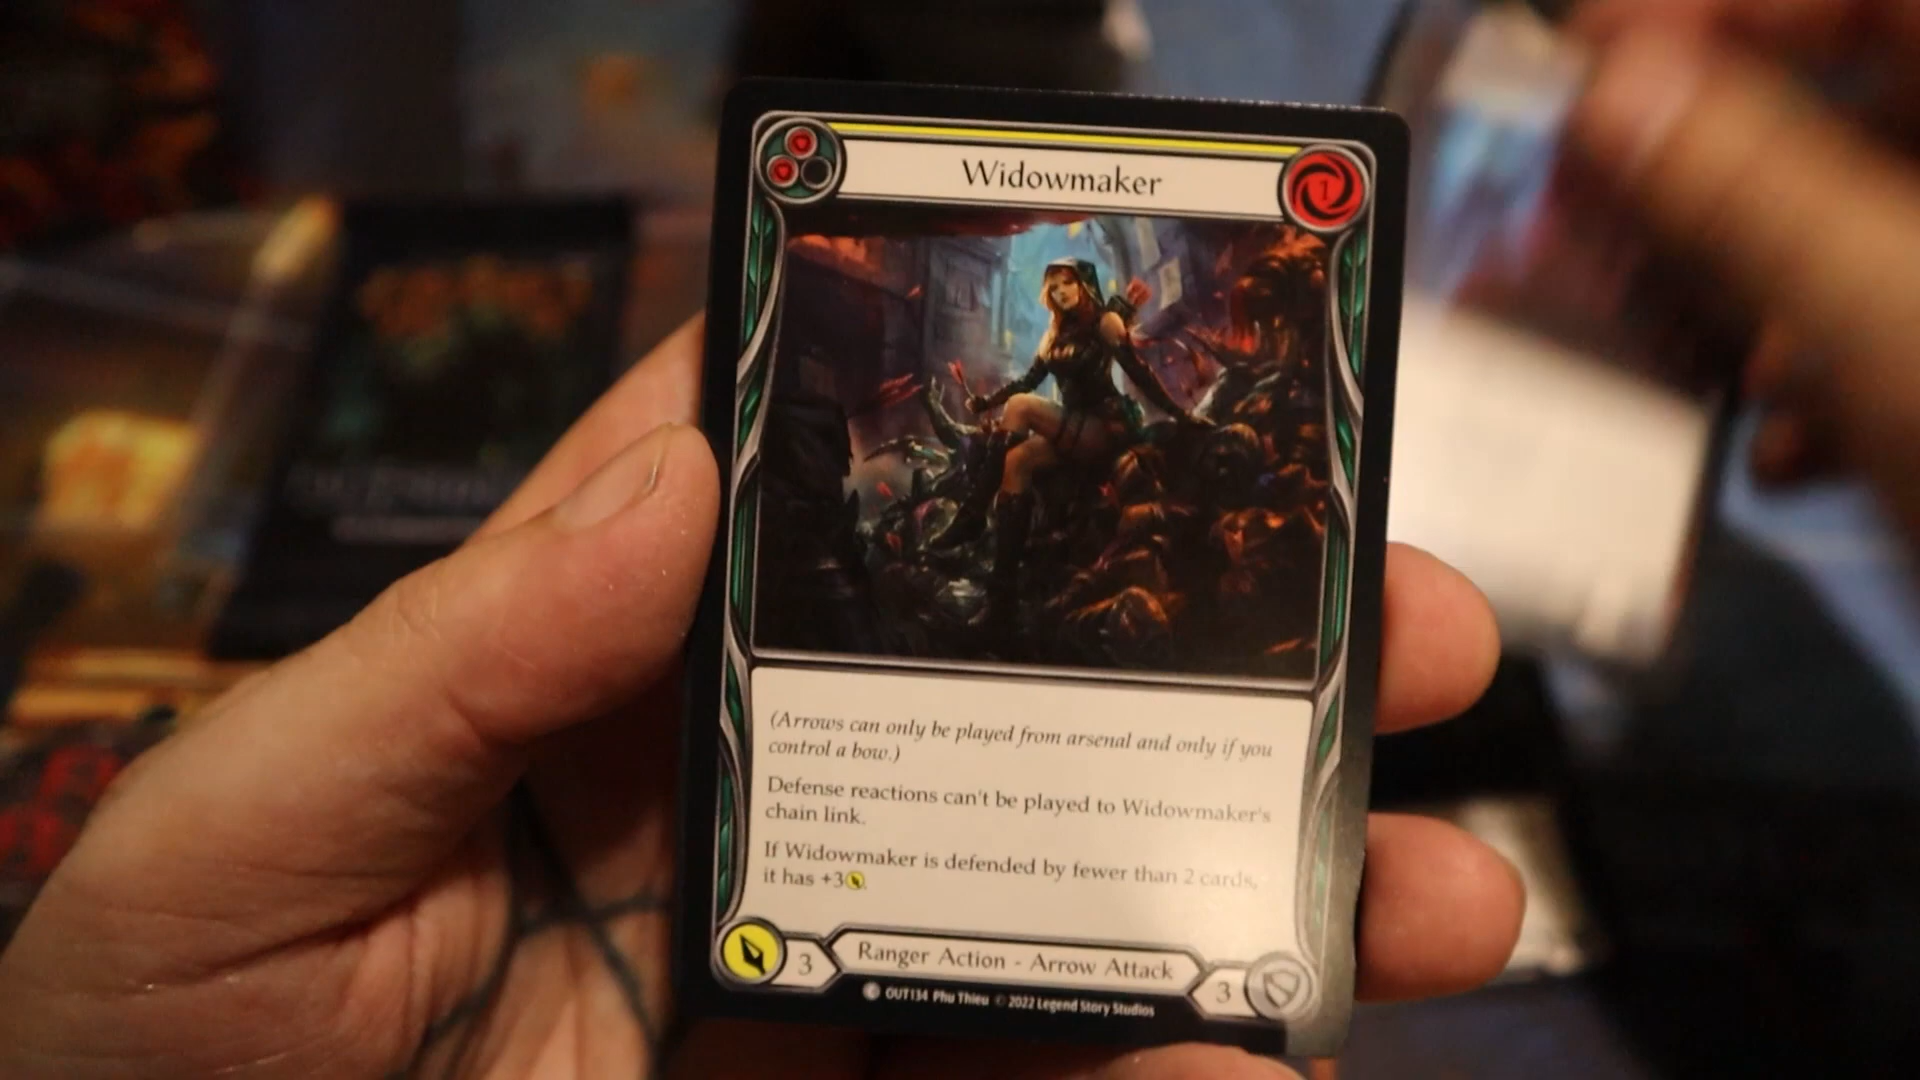 Widowmaker
1
(Arrows can only be played from arsenal and only if you
control a bow.)
Defense reactions can't be played to Widowmaker's
chain link.
If Widowmaker is defended by fewer than 2 cards,
it has +3
3
Ranger Action - Arrow Attack
3
C OUT134 Phu Thieu © 2022 Legend Story Studios